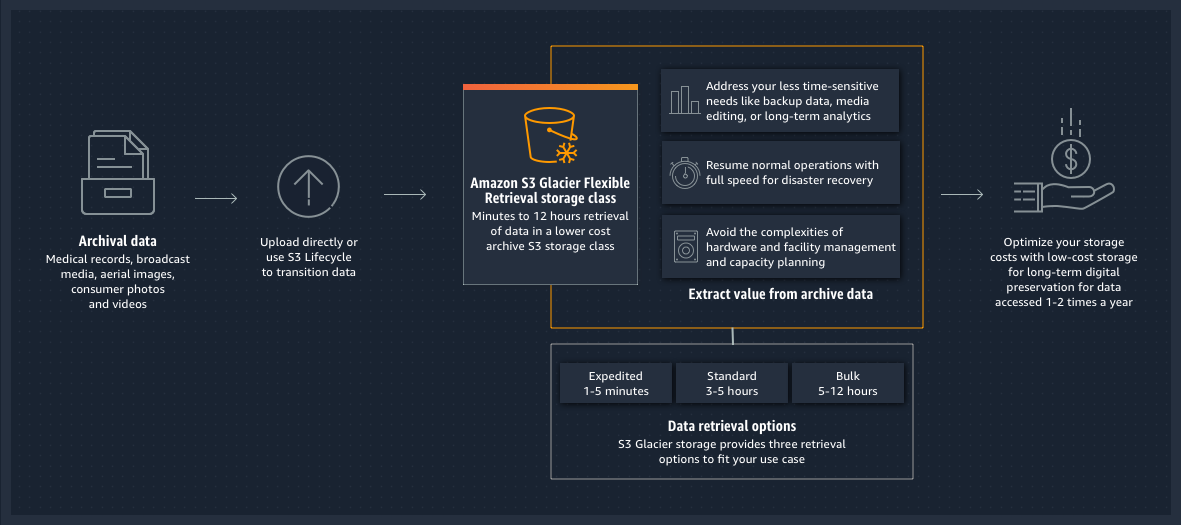 Archival data
Medical records, broadcast
media, aerial images,
consumer photos
and videos
Upload directly or
use S3 Lifecycle
to transition data
Amazon S3 Glacier Flexible
Retrieval storage class
Minutes to 12 hours retrieval
of data in a lower cost
archive S3 storage class
Address your less time-sensitive
needs like backup data, media
editing, or long-term analytics
Resume normal operations with
full speed for disaster recovery
Avoid the complexities of
hardware and facility management
and capacity planning
Extract value from archive data
Expedited
1-5 minutes
Standard
3-5 hours
Bulk
5-12 hours
Data retrieval options
S3 Glacier storage provides three retrieval
options to fit your use case
$
Optimize your storage
costs with low-cost storage
for long-term digital
preservation for data
accessed 1-2 times a year